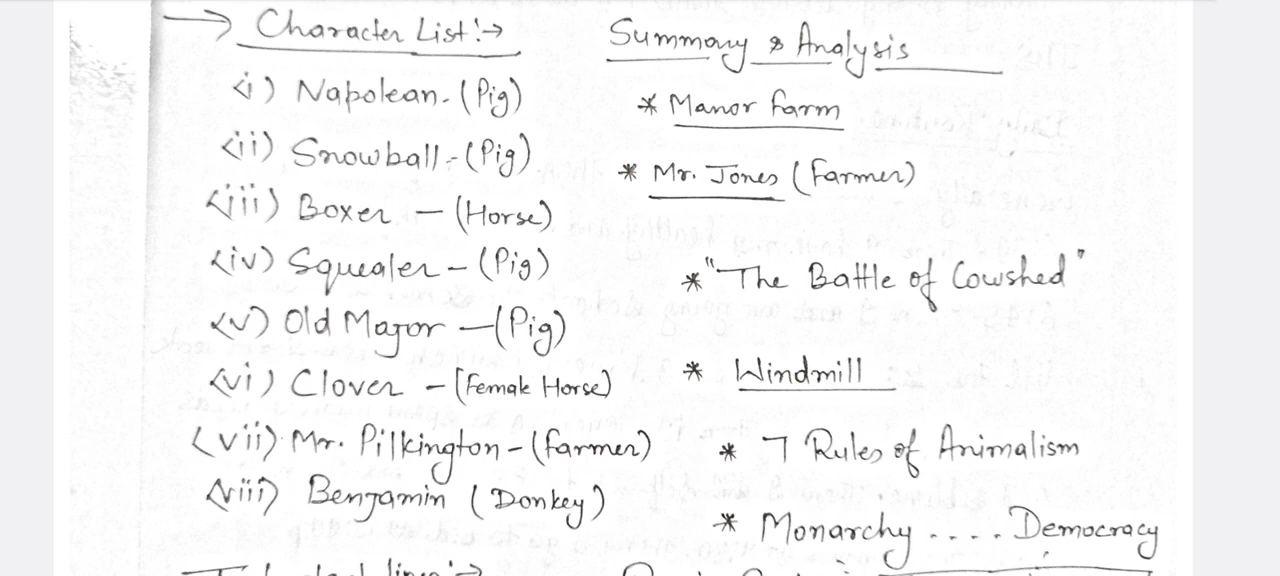 → Character List :→
<i> Napolean - (Pig)
<ii> Snowball - (Pig)
<iii> Boxer - (Horse)
<iv> Squealer - (Pig)
<v> Old Major - (Pig)
<vi> Clover - (Female Horse)
<vii> Mr. Pilkington - (Farmer)
<viii> Benjamin (Donkey)
Summary & Analysis
* Manor Farm
* Mr. Jones (Farmer)
* "The Battle of Cowshed"
* Windmill
* 7 Rules of Animalism
* Monarchy .... Democracy